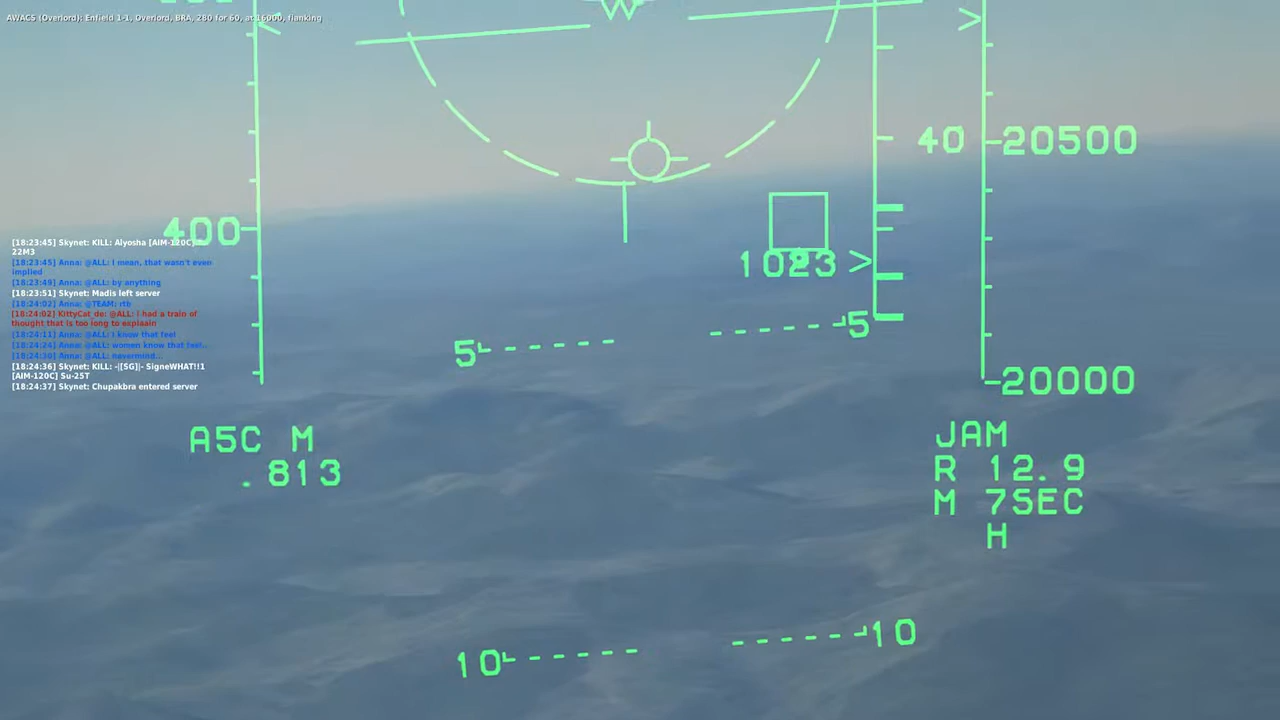 AWACS (Overlord): Enfield 1-1, Overlord, BRA, 280 for 60, at 16000, flanking
40
20500
400
[18:23:45] Skynet: KILL: Alyosha [AIM-120C]
22M3
[18:23:45] Anna: @ALL: I mean, that wasn't even
implied
[18:23:49] Anna: @ALL: by anything
[18:23:51] Skynet: Madis left server
[18:24:02] Anna: @TEAM: rtb
[18:24:02] KittyCat_de: @ALL: I had a train of
thought that is too long to explaain
[18:24:11] Anna: @ALL: I know that feel
[18:24:24] Anna: @ALL: women know that feel..
[18:24:30] Anna: @ALL: nevermind...
[18:24:36] Skynet: KILL: -|[SG]|- SigneWHAT!!1
[AIM-120C] Su-25T
[18:24:37] Skynet: Chupakbra entered server
1023
5 5
20000
A5C M
.813
JAM
R 12.9
M 7SEC
H
10 10